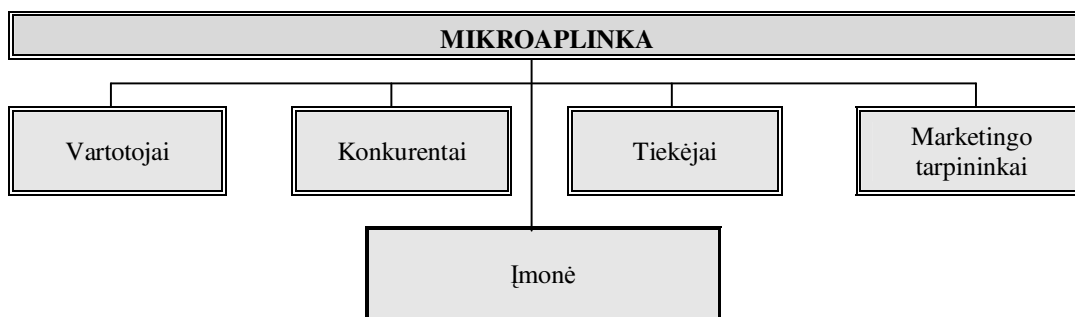 MIKROAPLINKA
Vartotojai
Konkurentai
Tiekėjai
Marketingo
tarpininkai
Įmonė